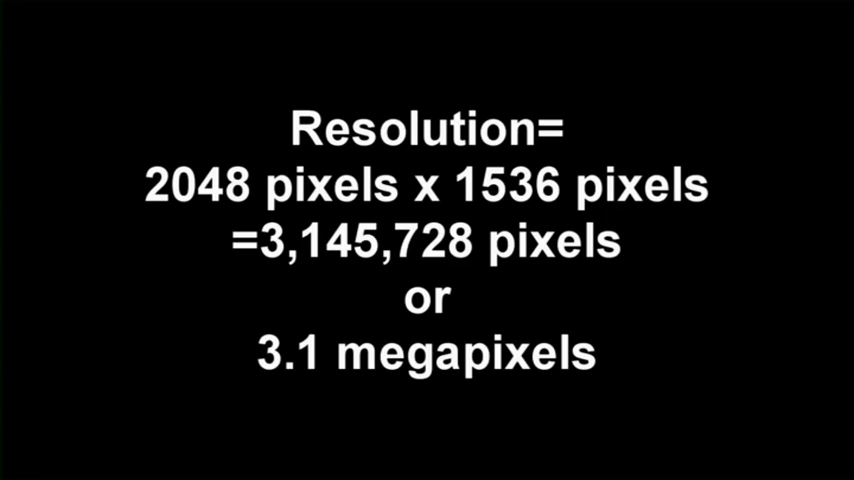 Resolution=
2048 pixels x 1536 pixels
=3,145,728 pixels
or
3.1 megapixels